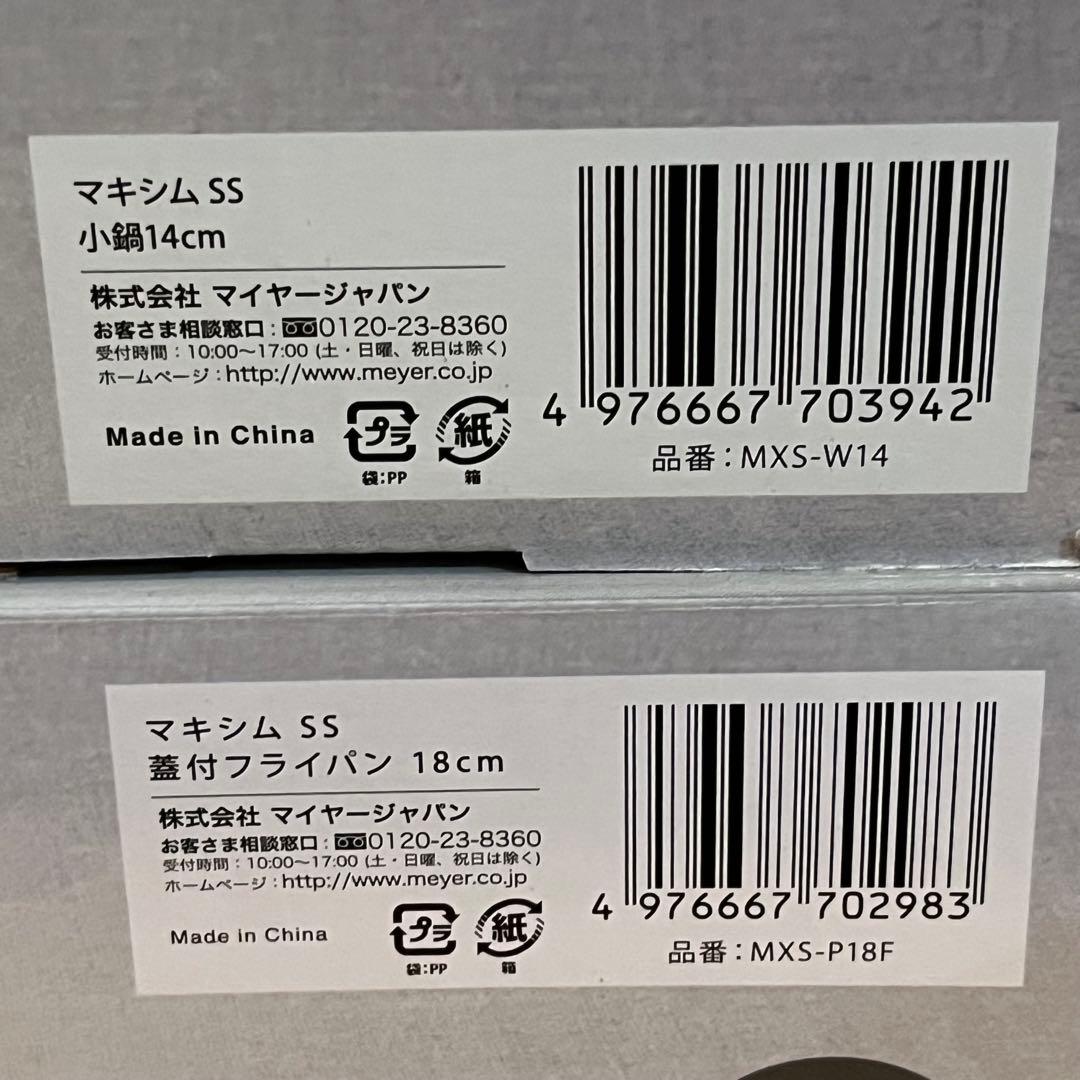 マキシム SS
小鍋14cm
株式会社 マイヤージャパン
お客さま相談窓口:0120-23-8360
受付時間:10:00〜17:00 (土・日曜、祝日は除く)
ホームページ:http://www.meyer.co.jp
Made in China
プラ
袋:PP
紙
箱
4 976667 703942
品番:MXS-W14
マキシム SS
蓋付フライパン 18cm
株式会社 マイヤージャパン
お客さま相談窓口:0120-23-8360
受付時間:10:00〜17:00 (土・日曜、祝日は除く)
ホームページ:http://www.meyer.co.jp
Made in China
プラ
袋:PP
紙
箱
4 976667 702983
品番:MXS-P18F